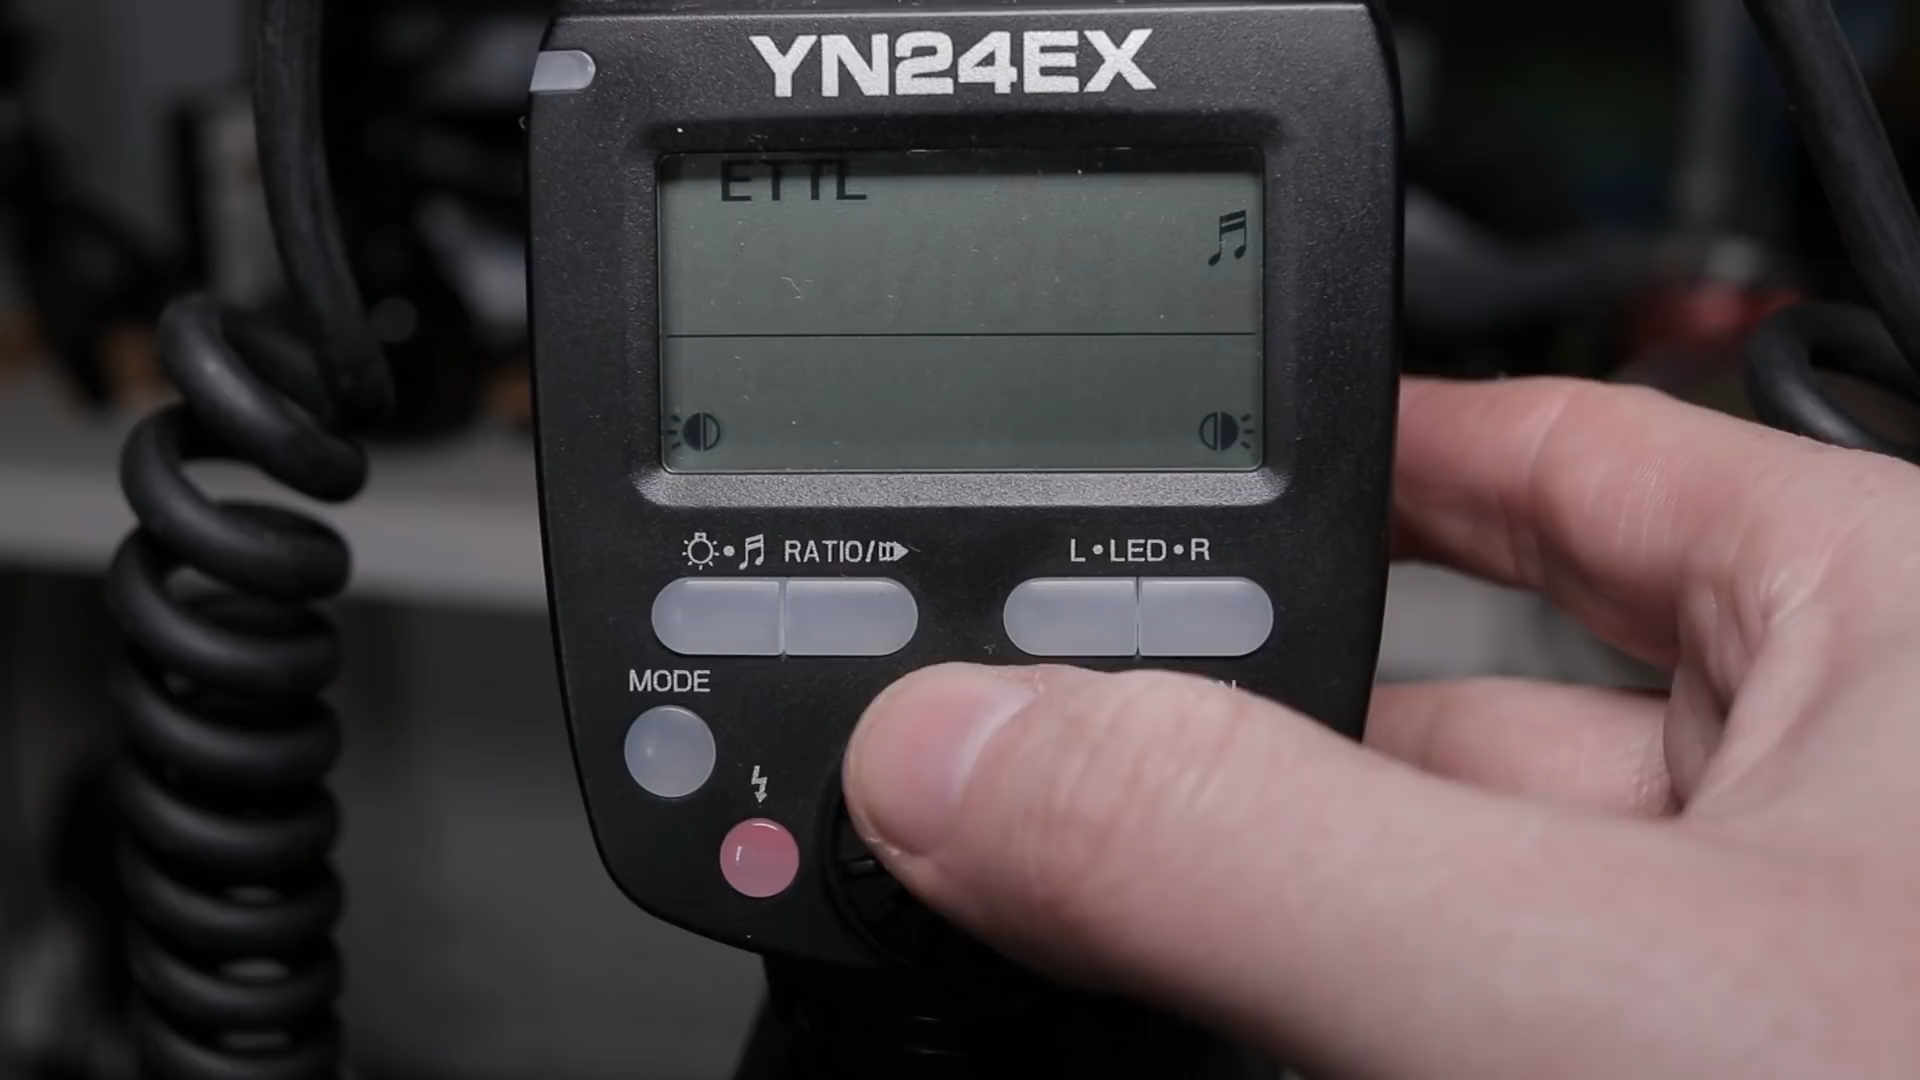 YN24EX
ETTL
RATIO/
L•LED•R
MODE